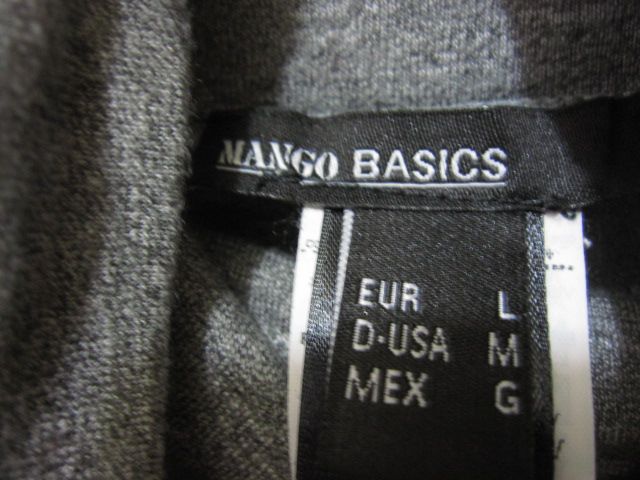 MANGO BASICS
EUR L
D-USA M
MEX G